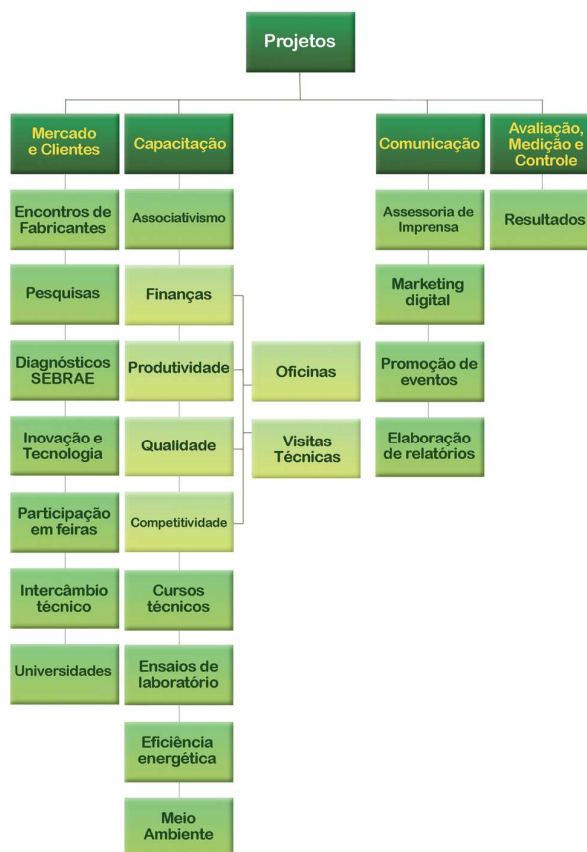 Projetos
Mercado
e Clientes
Encontros de
Fabricantes
Pesquisas
Diagnósticos
SEBRAE
Inovação e
Tecnologia
Participação
em feiras
Intercâmbio
técnico
Universidades
Capacitação
Associativismo
Finanças
Produtividade
Qualidade
Competitividade
Oficinas
Visitas
Técnicas
Cursos
técnicos
Ensaios de
laboratório
Eficiência
energética
Meio
Ambiente
Comunicação
Assessoria de
Imprensa
Marketing
digital
Promoção de
eventos
Elaboração
de relatórios
Avaliação,
Medição e
Controle
Resultados